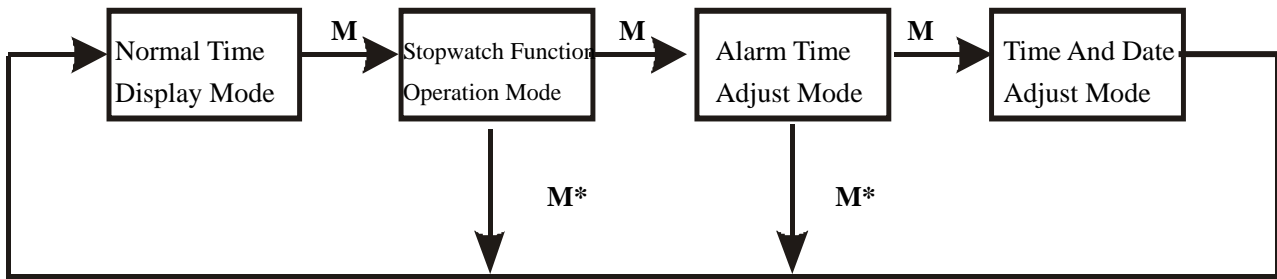 M
M
M
Normal Time
Display Mode
Stopwatch Function
Operation Mode
Alarm Time
Adjust Mode
Time And Date
Adjust Mode
M*
M*